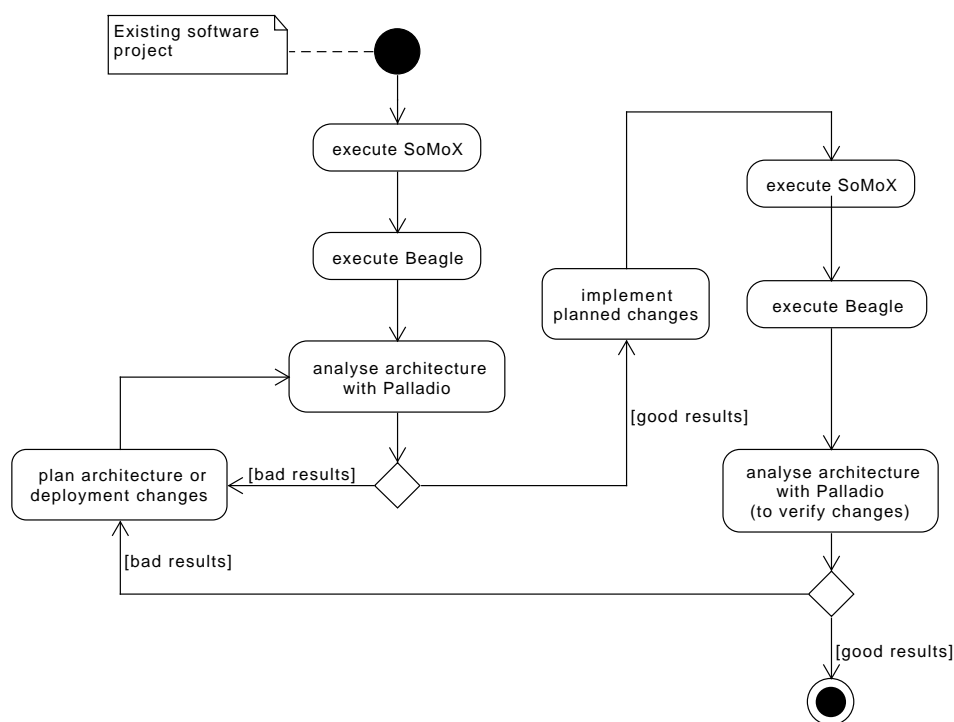 Existing software
project
execute SoMoX
execute Beagle
analyse architecture
with Palladio
[bad results]
plan architecture or
deployment changes
[bad results]
[good results]
implement
planned changes
execute SoMoX
execute Beagle
analyse architecture
with Palladio
(to verify changes)
[good results]